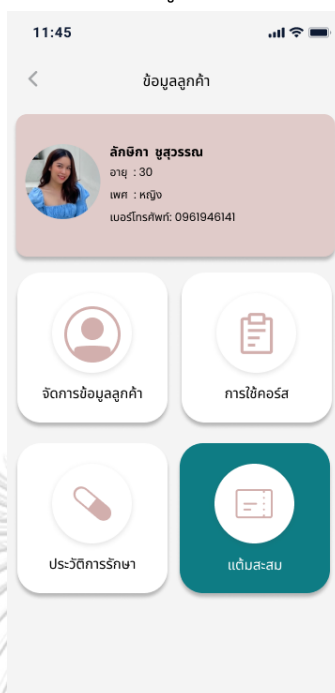 11:45
ข้อมูลลูกค้า
ลักษิกา ชูสุวรรณ
อายุ : 30
เพศ : หญิง
เบอร์โทรศัพท์: 0961946141
จัดการข้อมูลลูกค้า
การใช้คอร์ส
ประวัติการรักษา
แต้มสะสม